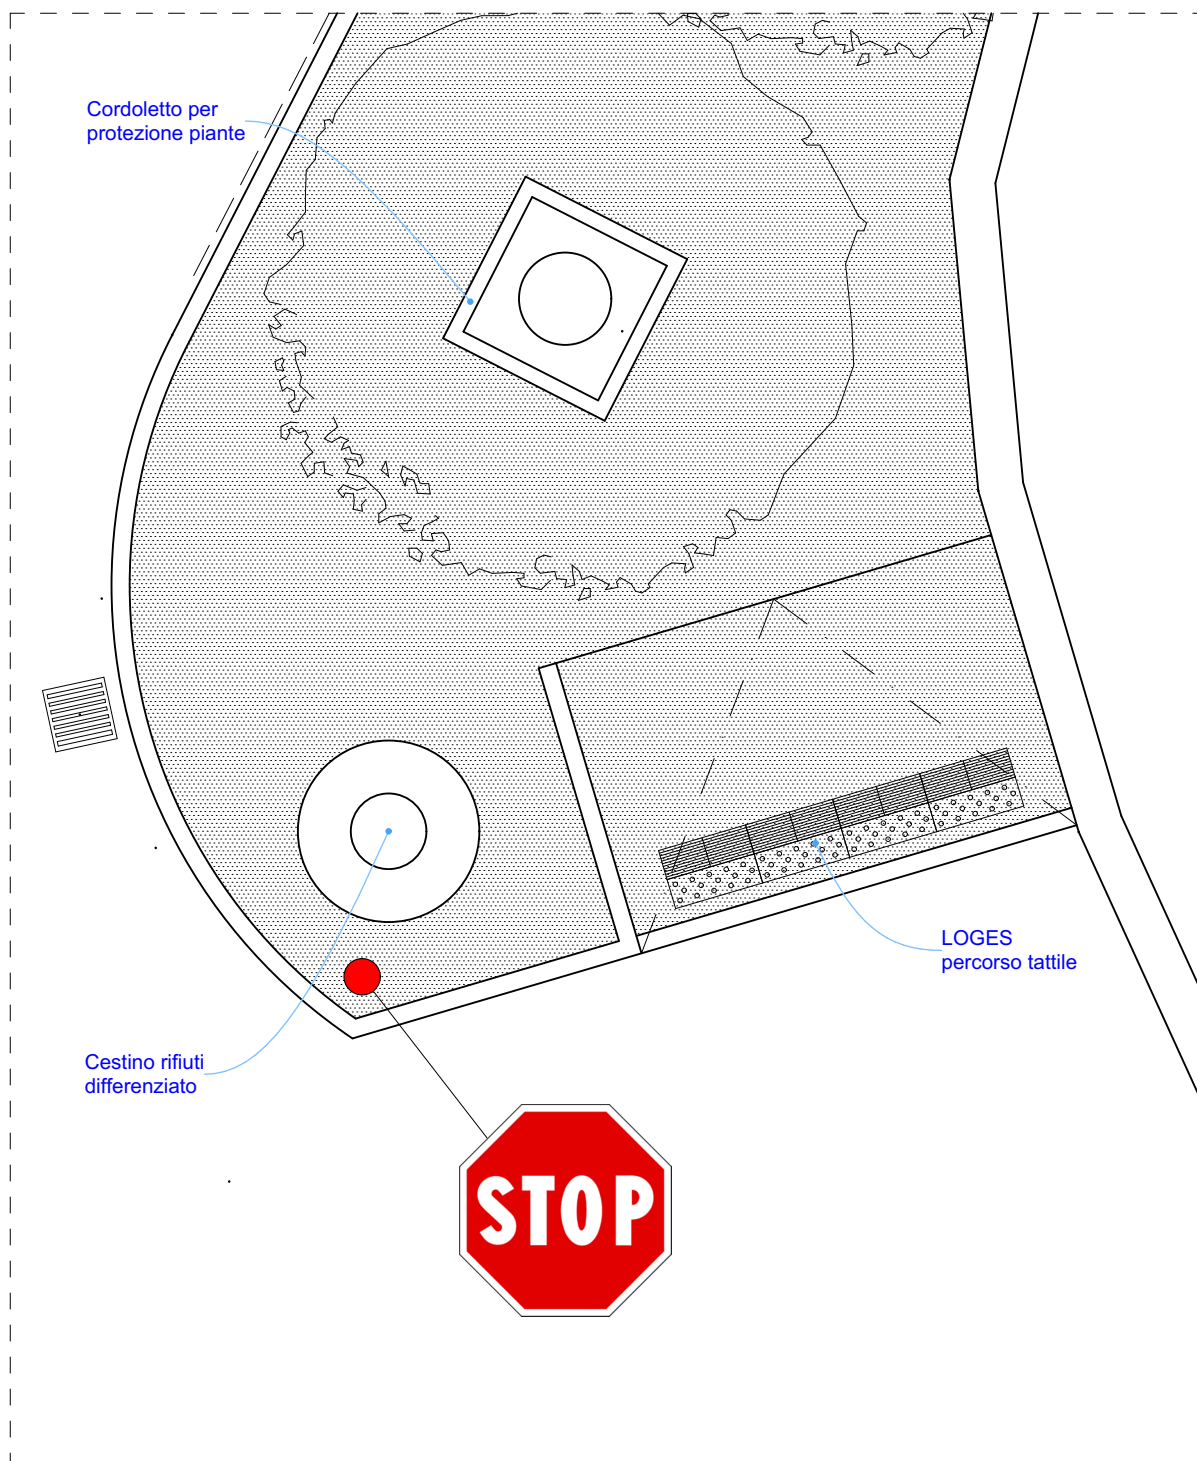 Cordoletto per
protezione piante
LOGES
percorso tattile
Cestino rifiuti
differenziato
STOP